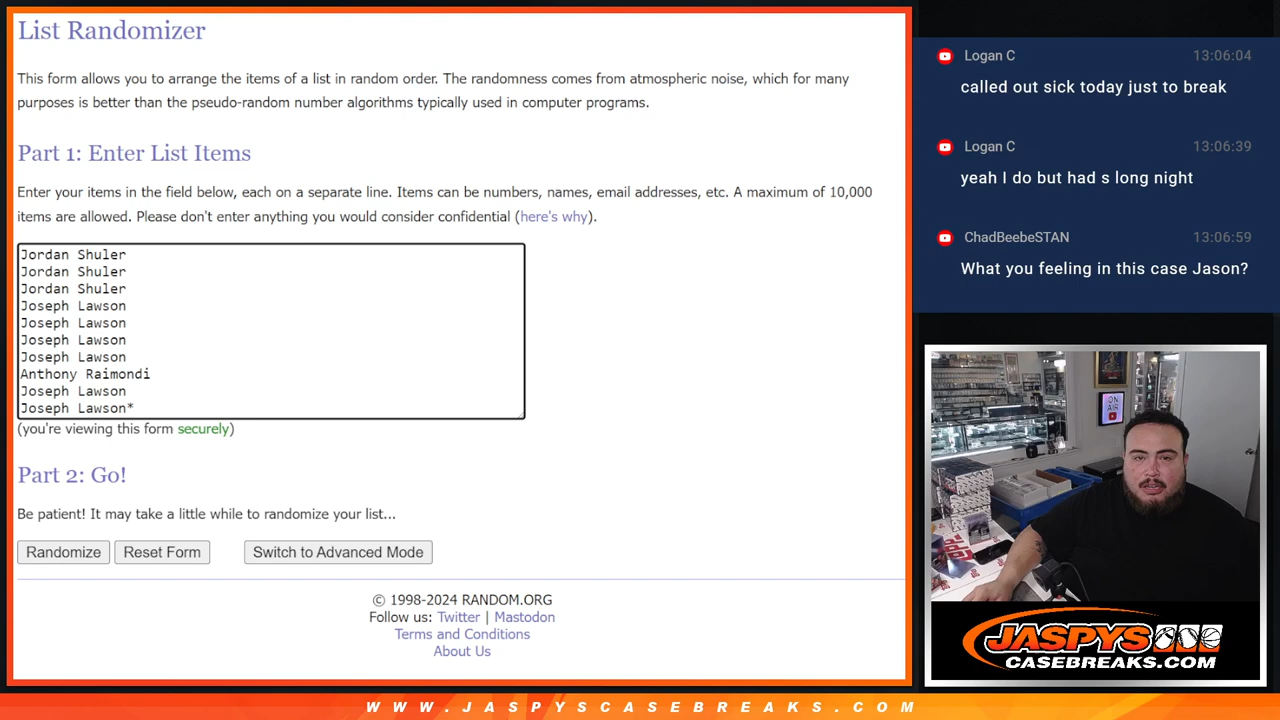 List Randomizer
This form allows you to arrange the items of a list in random order. The randomness comes from atmospheric noise, which for many
purposes is better than the pseudo-random number algorithms typically used in computer programs.
Part 1: Enter List Items
Enter your items in the field below, each on a separate line. Items can be numbers, names, email addresses, etc. A maximum of 10,000
items are allowed. Please don't enter anything you would consider confidential (here's why).
Jordan Shuler
Jordan Shuler
Jordan Shuler
Joseph Lawson
Joseph Lawson
Joseph Lawson
Joseph Lawson
Anthony Raimondi
Joseph Lawson
Joseph Lawson*
(you're viewing this form securely)
Part 2: Go!
Be patient! It may take a little while to randomize your list...
Randomize Reset Form Switch to Advanced Mode
© 1998-2024 RANDOM.ORG
Follow us: Twitter | Mastodon
Terms and Conditions
About Us
Logan C 13:06:04
called out sick today just to break
Logan C 13:06:39
yeah I do but had s long night
ChadBeebeSTAN 13:06:59
What you feeling in this case Jason?
ON
AIR
JASPYS
CASEBREAKS.COM
WWW.JASPYSCASEBREAKS.COM